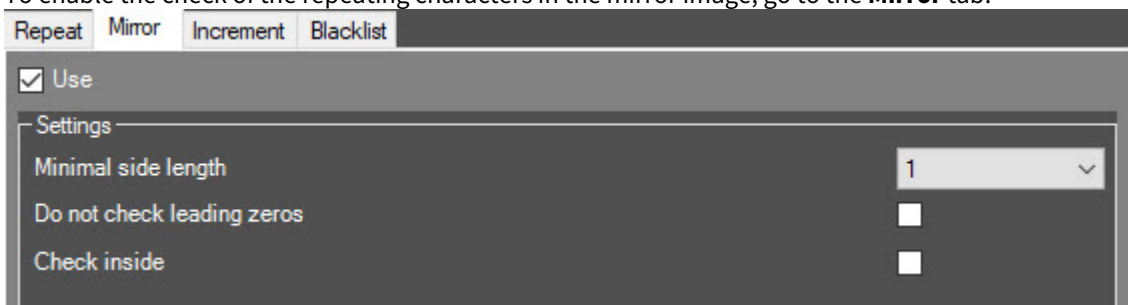 To enable the check of the repeating characters in the mirror image, go to the Mirror tab.
Repeat Mirror Increment Blacklist
Use
Settings
Minimal side length 1
Do not check leading zeros
Check inside